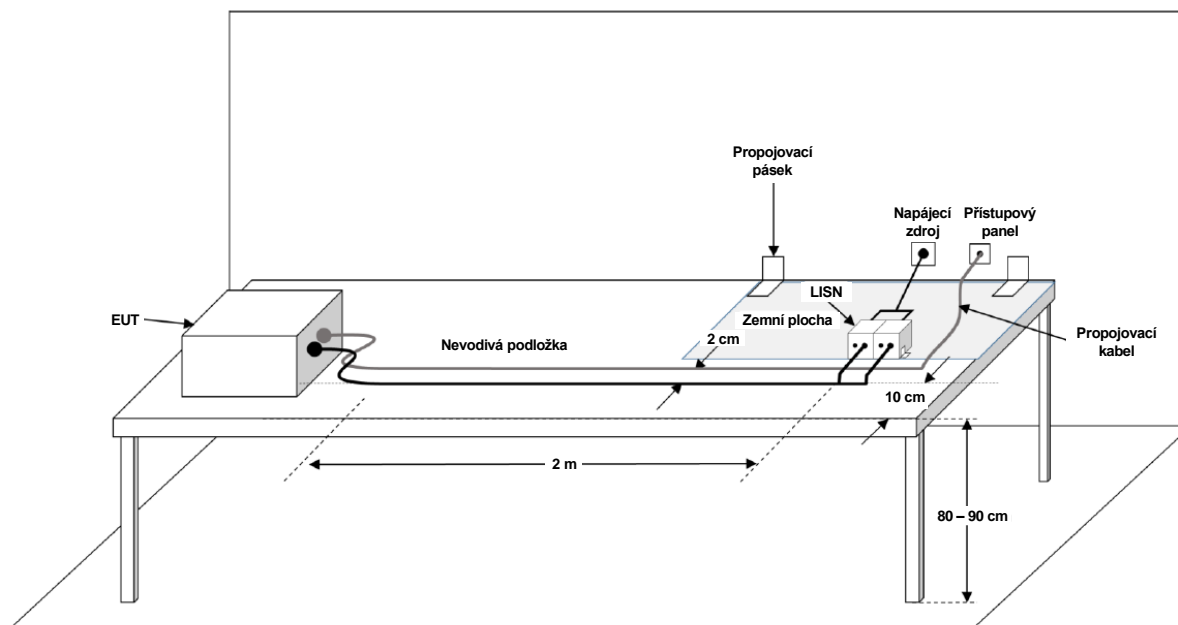 Propojovací
pásek
Napájecí
zdroj
Přístupový
panel
LISN
EUT
Zemní plocha
Nevodivá podložka
2 cm
Propojovací
kabel
10 cm
2 m
80 – 90 cm